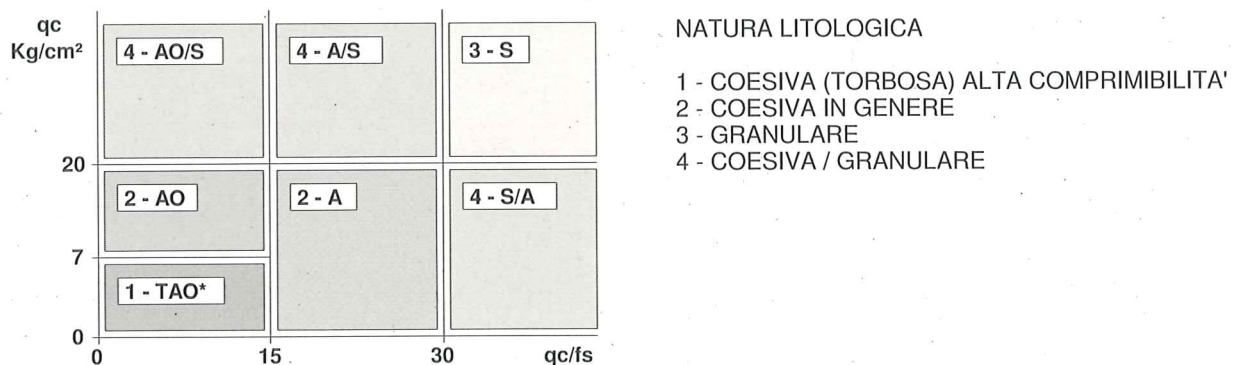 qc
Kg/cm²
4 - AO/S
4 - A/S
3 - S
20
2 - AO
2 - A
4 - S/A
7
1 - TAO*
0
0
15
30
qc/fs
NATURA LITOLOGICA
1 - COESIVA (TORBOSA) ALTA COMPRIMIBILITA'
2 - COESIVA IN GENERE
3 - GRANULARE
4 - COESIVA / GRANULARE